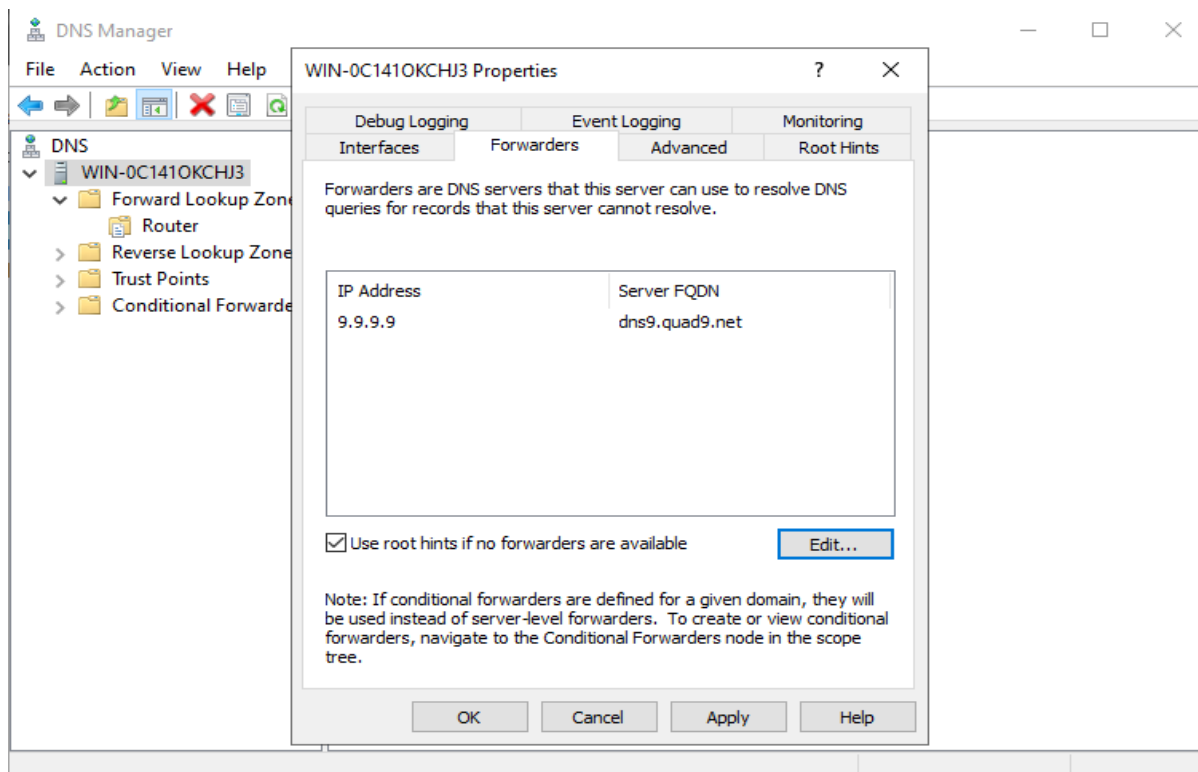 DNS Manager
File Action View Help
DNS
WIN-0C141OKCHJ3
Forward Lookup Zone
Router
Reverse Lookup Zone
Trust Points
Conditional Forwarde
WIN-0C141OKCHJ3 Properties
?
Debug Logging Event Logging Monitoring
Interfaces Forwarders Advanced Root Hints
Forwarders are DNS servers that this server can use to resolve DNS
queries for records that this server cannot resolve.
IP Address Server FQDN
9.9.9.9 dns9.quad9.net
Use root hints if no forwarders are available Edit...
Note: If conditional forwarders are defined for a given domain, they will
be used instead of server-level forwarders. To create or view conditional
forwarders, navigate to the Conditional Forwarders node in the scope
tree.
OK Cancel Apply Help